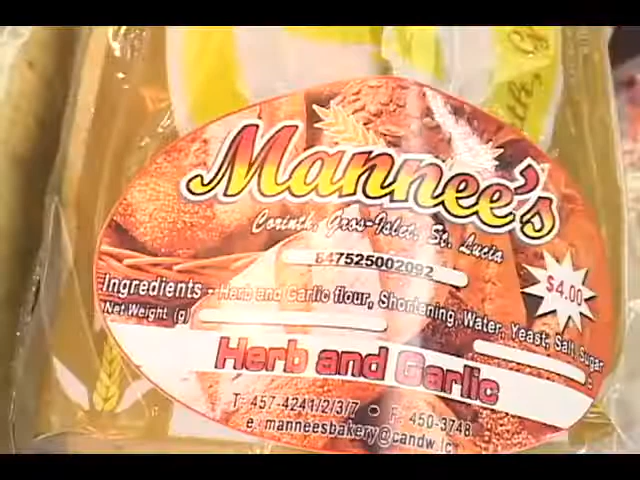 Mannee's
Corinth, Gros-Islet, St. Lucia
847525002092
$4.00
Ingredients - Herb and Garlic flour, Shortening, Water, Yeast, Salt, Sugar
Net Weight (g)
Herb and Garlic
T: 457-4241/2/3/7 • F: 450-3748
e: manneesbakery@candw.lc